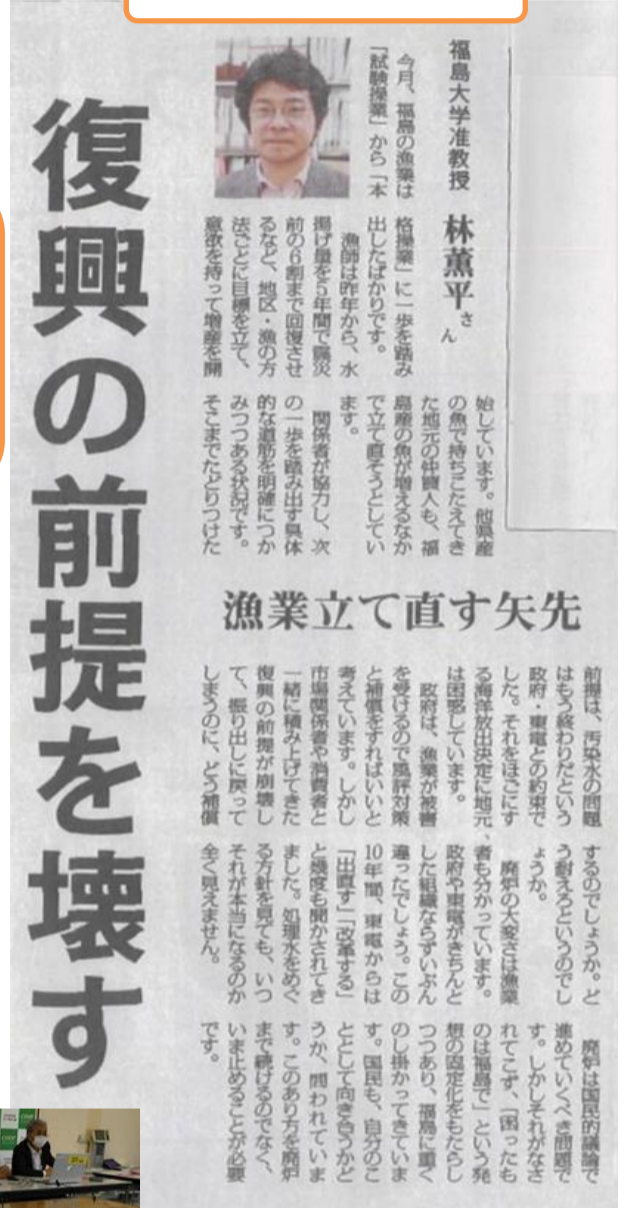 復興の前提を壊す
福島大学准教授　林薫平さん
今月、福島の漁業は
「試験操業」から「本
格操業」に一歩を踏み
出したばかりです。
漁師は昨年から、水
揚げ量を5年間で震災
前の6割まで回復させ
るなど、地区・漁の方
法ごとに目標を立て、
意欲を持って増産を開
始しています。他県産
の魚で持ちこたえてき
た地元の仲買人も、福
島産の魚が増えるなか
で立て直そうとしてい
ます。
関係者が協力し、次
の一歩を踏み出す具体
的な道筋を明確につか
みつつある状況です。
そこまでたどりつけた
漁業立て直す矢先
前提は、汚染水の問題
はもう終わりだという
政府・東電との約束で
した。それをほごにす
る海洋放出決定に地元
は困惑しています。
政府は、漁業が被害
を受けるので風評対策
と補償をすればいいと
考えています。しかし
市場関係者や消費者と
一緒に積み上げてきた
復興の前提が崩壊し
て、振り出しに戻って
しまうのに、どう補償
するのでしょうか。ど
う耐えろというのでし
ょうか。
廃炉の大変さは漁業
者も分かっています。
政府や東電がきちんと
した組織ならずいぶん
違ったでしょう。この
10年間、東電からは
「出直す」「改革する」
と幾度も聞かされてき
ました。処理水をめぐ
る方針を見ても、いつ
それが本当になるのか
全く見えません。
廃炉は国民的議論で
進めていくべき問題で
す。しかしそれがなさ
れてこず、「困ったも
のは福島で」という発
想の固定化をもたらし
つつあり、福島に重く
のし掛かってきていま
す。国民も、自分のこ
ととして向き合うかど
うか、問われていま
す。このあり方を廃炉
まで続けるのでなく、
いま止めることが必要
です。